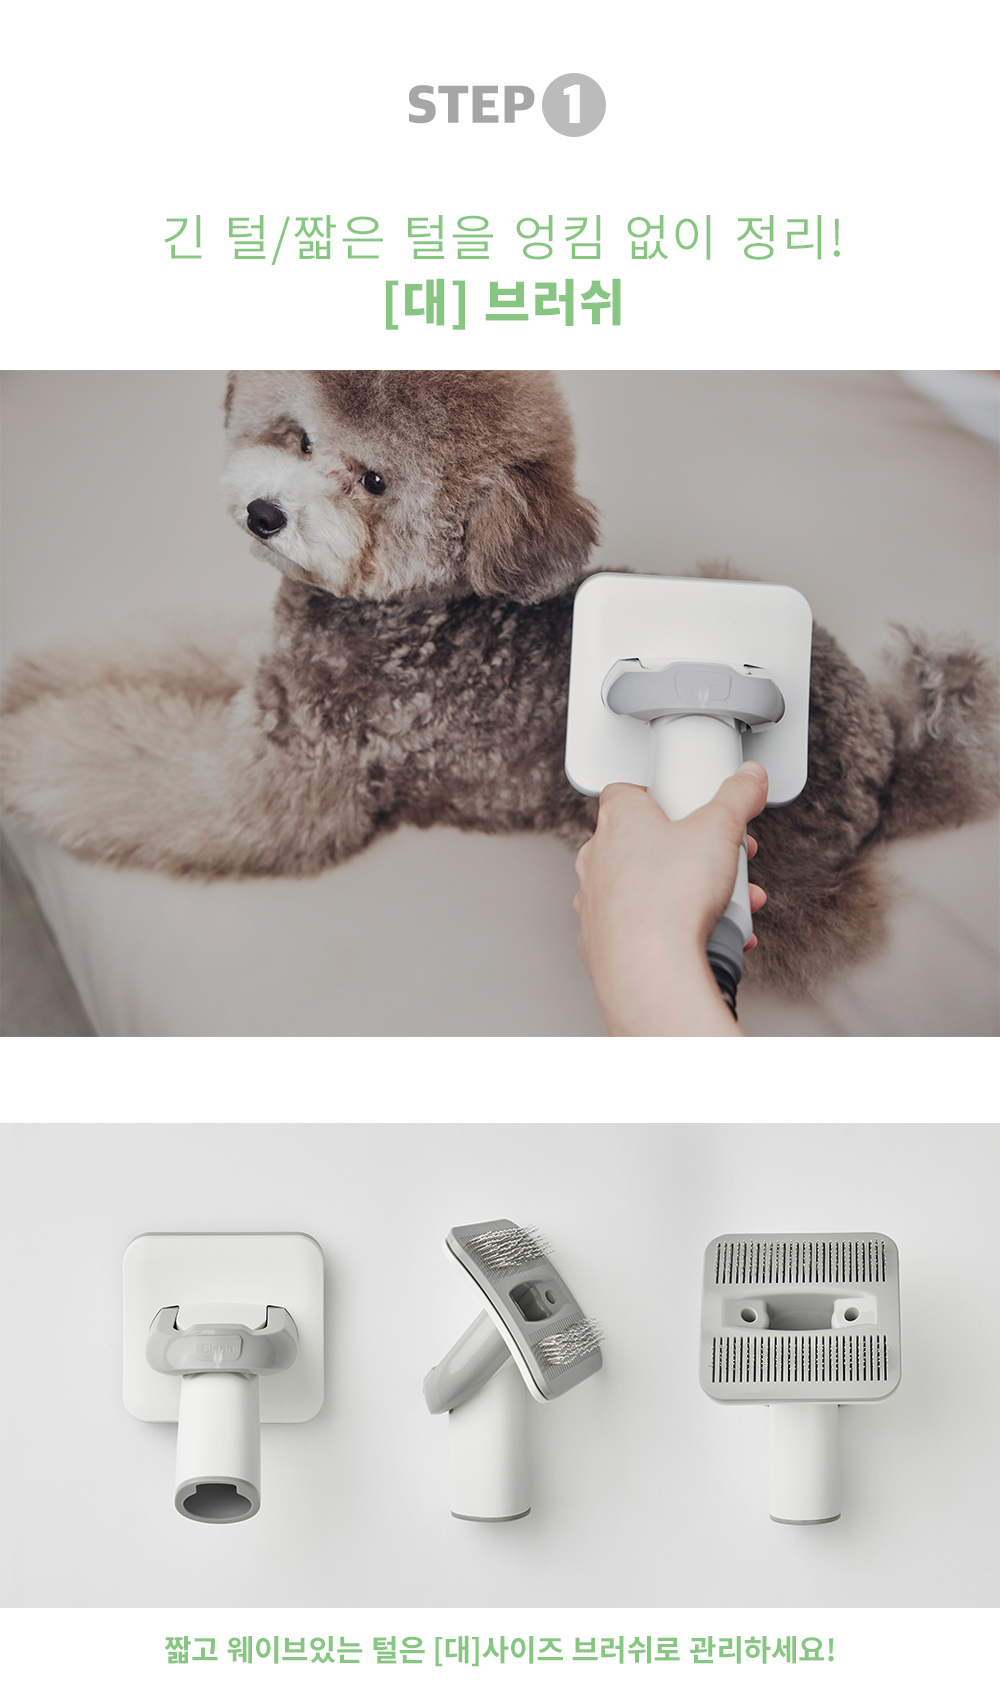 STEP 1
긴 털/짧은 털을 엉킴 없이 정리!
[대] 브러쉬
Clean
짧고 웨이브있는 털은 [대]사이즈 브러쉬로 관리하세요!